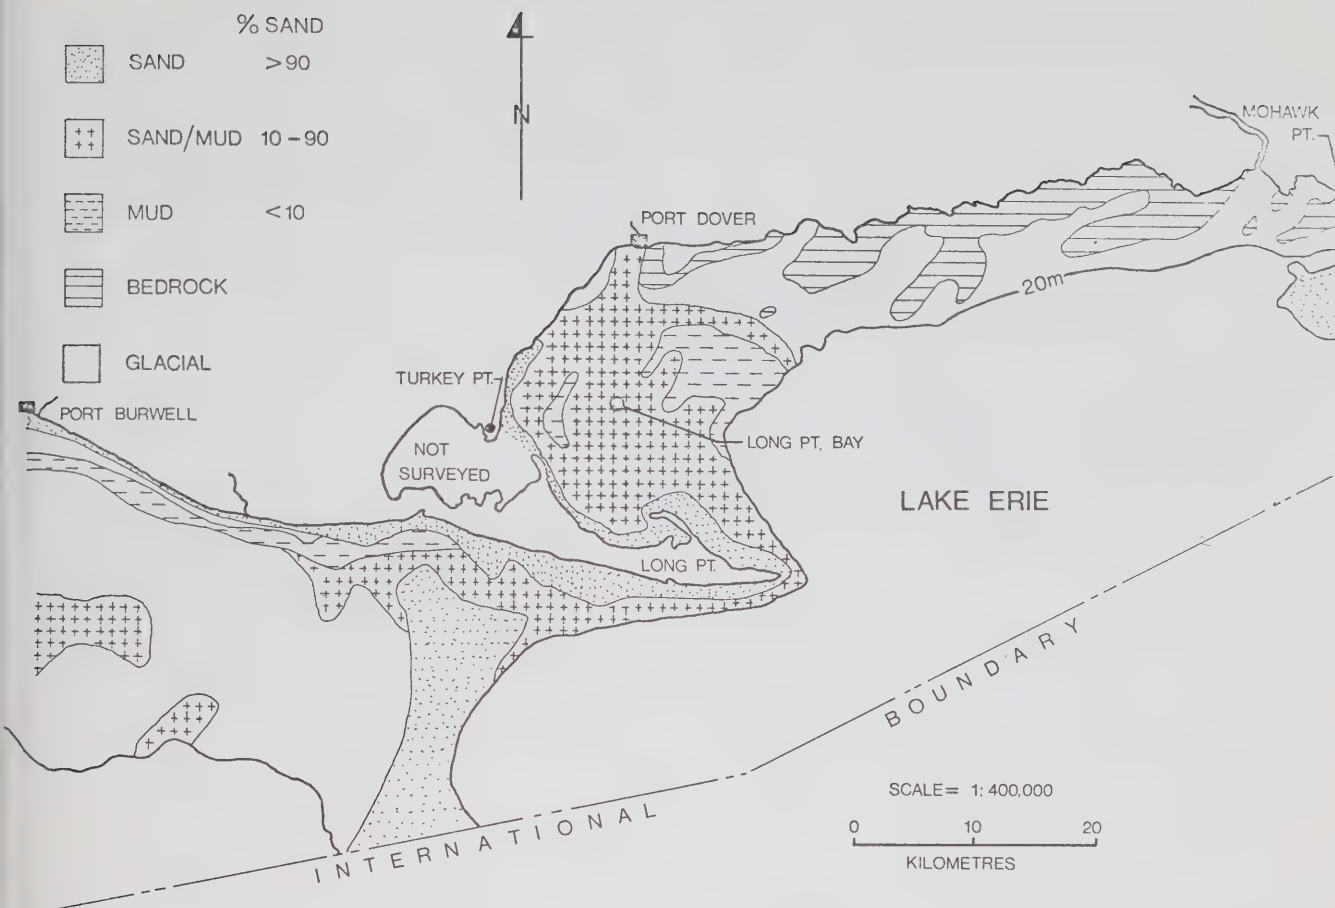 % SAND
SAND >90
SAND/MUD 10-90
MUD <10
BEDROCK
GLACIAL
N
MOHAWK
PT.
PORT DOVER
20m
TURKEY PT.
PORT BURWELL
NOT
SURVEYED
LONG PT. BAY
LAKE ERIE
LONG PT.
INTERNATIONAL BOUNDARY
SCALE= 1:400,000
0 10 20
KILOMETRES